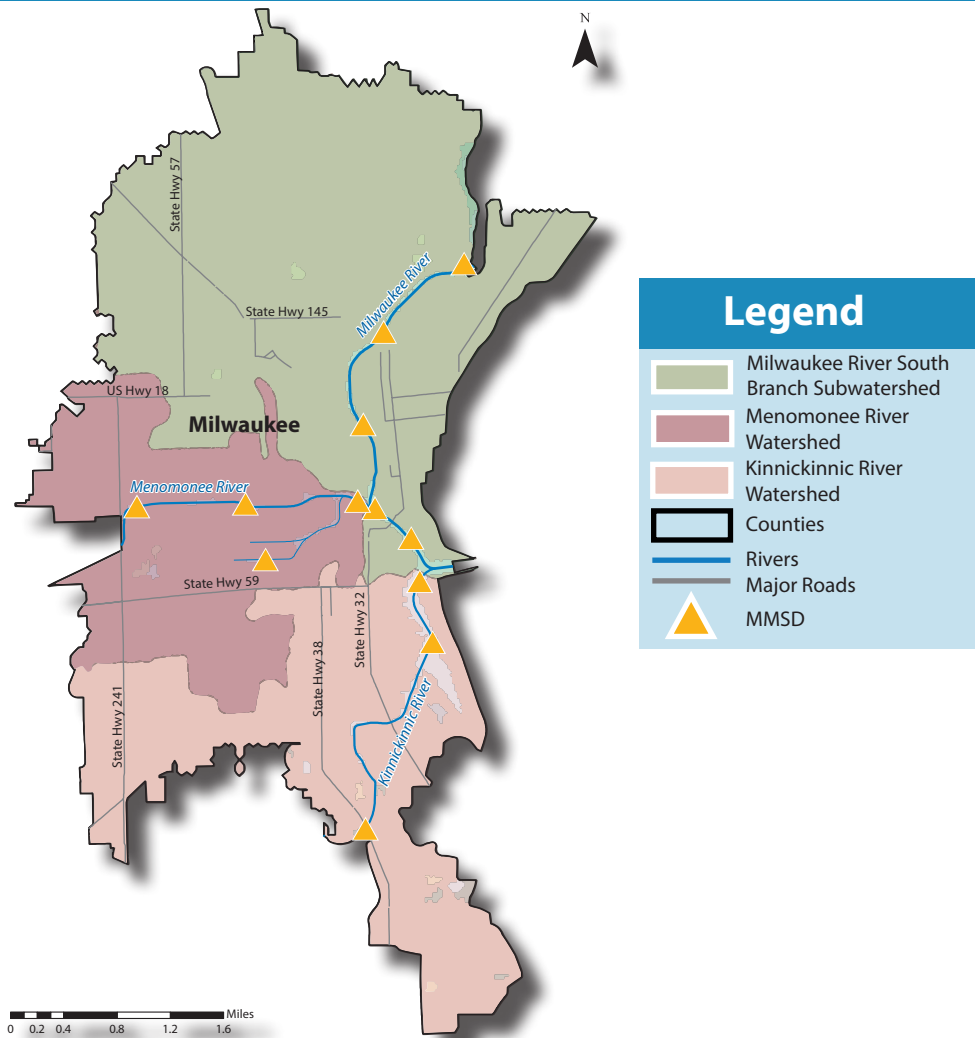 N
State Hwy 57
Milwaukee River
State Hwy 145
US Hwy 18
Milwaukee
Menomonee River
State Hwy 59
State Hwy 32
State Hwy 38
State Hwy 241
Kinnickinnic River
Miles
0 0.2 0.4 0.8 1.2 1.6
Legend
Milwaukee River South
Branch Subwatershed
Menomonee River
Watershed
Kinnickinnic River
Watershed
Counties
Rivers
Major Roads
MMSD